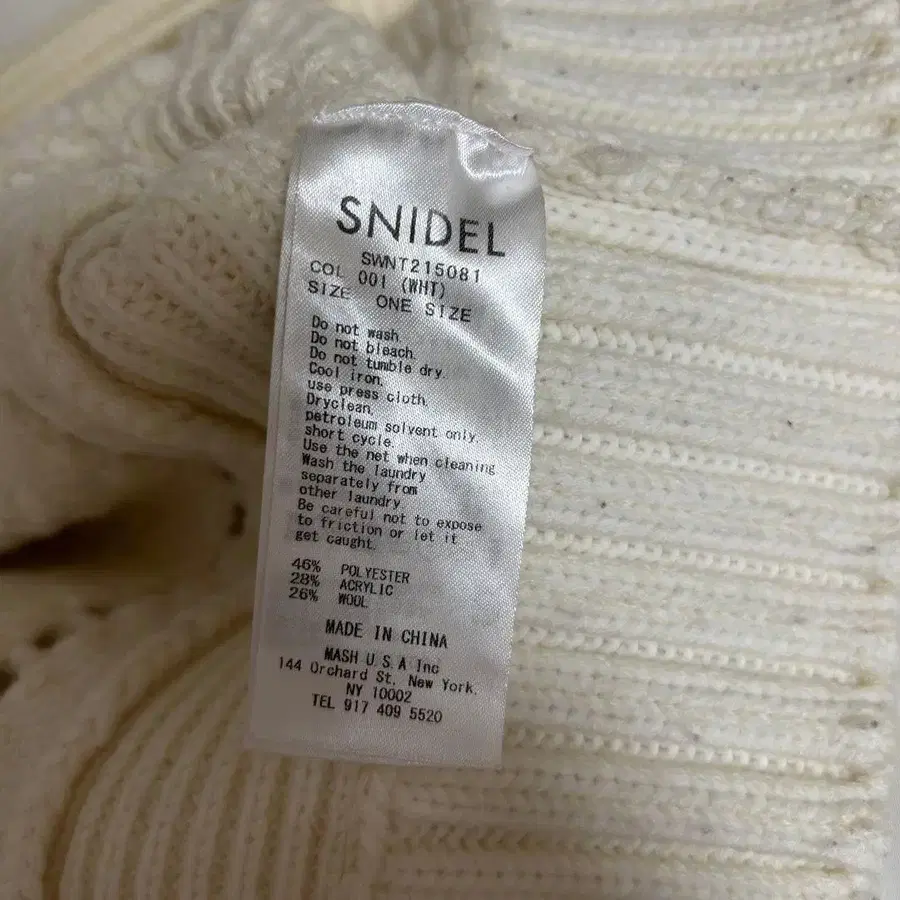 SNIDEL
SWNT215081
COL 001 (WHT)
SIZE ONE SIZE
Do not wash.
Do not bleach.
Do not tumble dry.
Cool iron.
use press cloth.
Dryclean.
petroleum solvent only.
short cycle.
Use the net when cleaning
Wash the laundry
separately from
other laundry
Be careful not to expose
to friction or let it
get caught.
46% POLYESTER
28% ACRYLIC
26% WOOL
MADE IN CHINA
MASH U.S.A Inc
144 Orchard St, New York,
NY 10002
TEL 917 409 5520